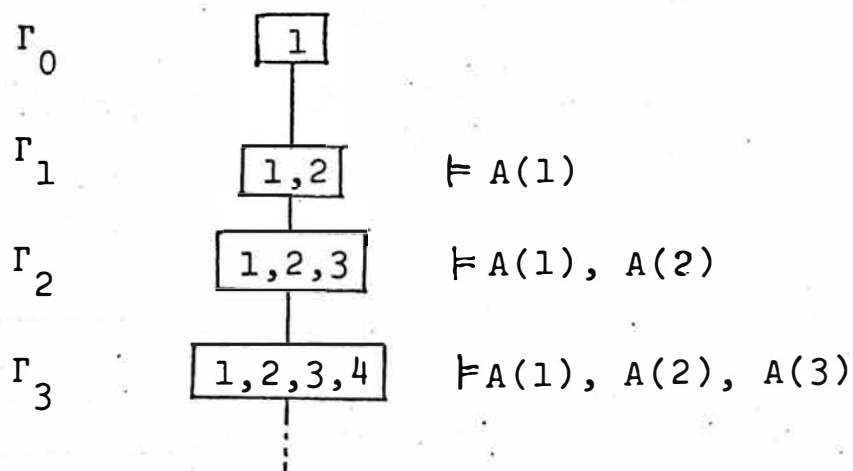 Γ₀ 1
Γ₁ 1,2 ⊨ A(1)
Γ₂ 1,2,3 ⊨ A(1), A(2)
Γ₃ 1,2,3,4 ⊨A(1), A(2), A(3)